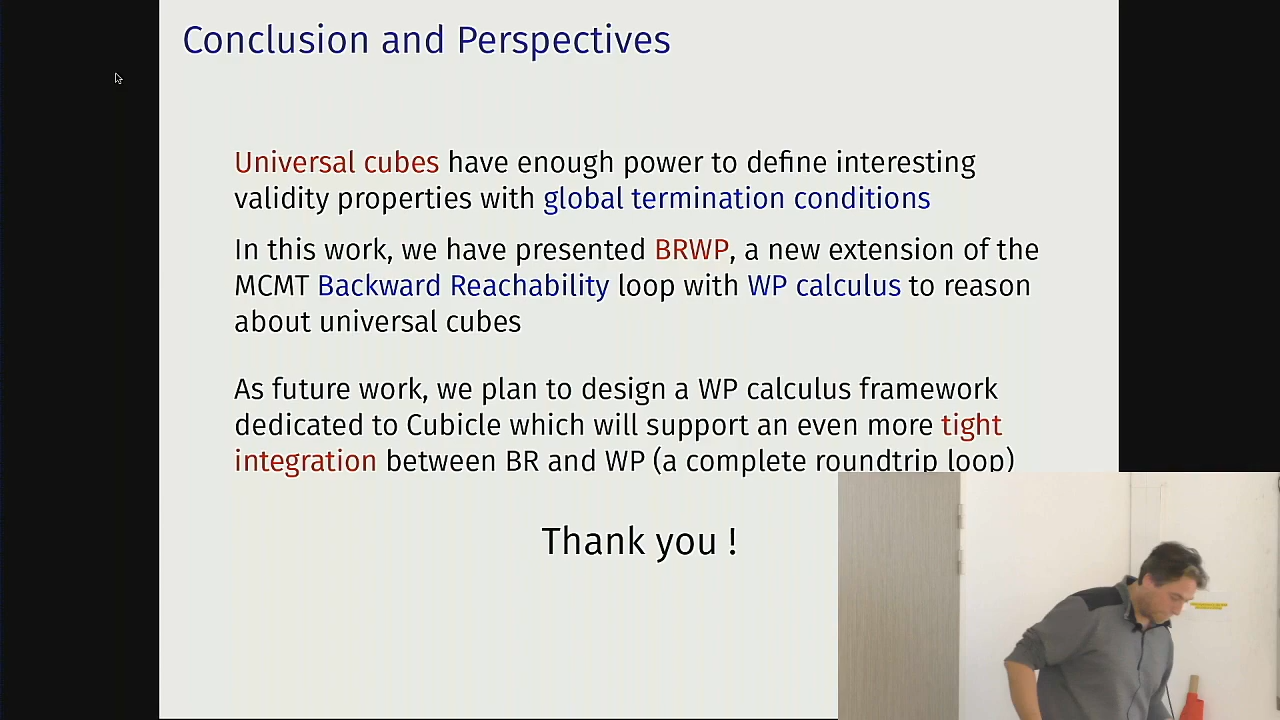 Conclusion and Perspectives
Universal cubes have enough power to define interesting
validity properties with global termination conditions
In this work, we have presented BRWP, a new extension of the
MCMT Backward Reachability loop with WP calculus to reason
about universal cubes
As future work, we plan to design a WP calculus framework
dedicated to Cubicle which will support an even more tight
integration between BR and WP (a complete roundtrip loop)
Thank you !